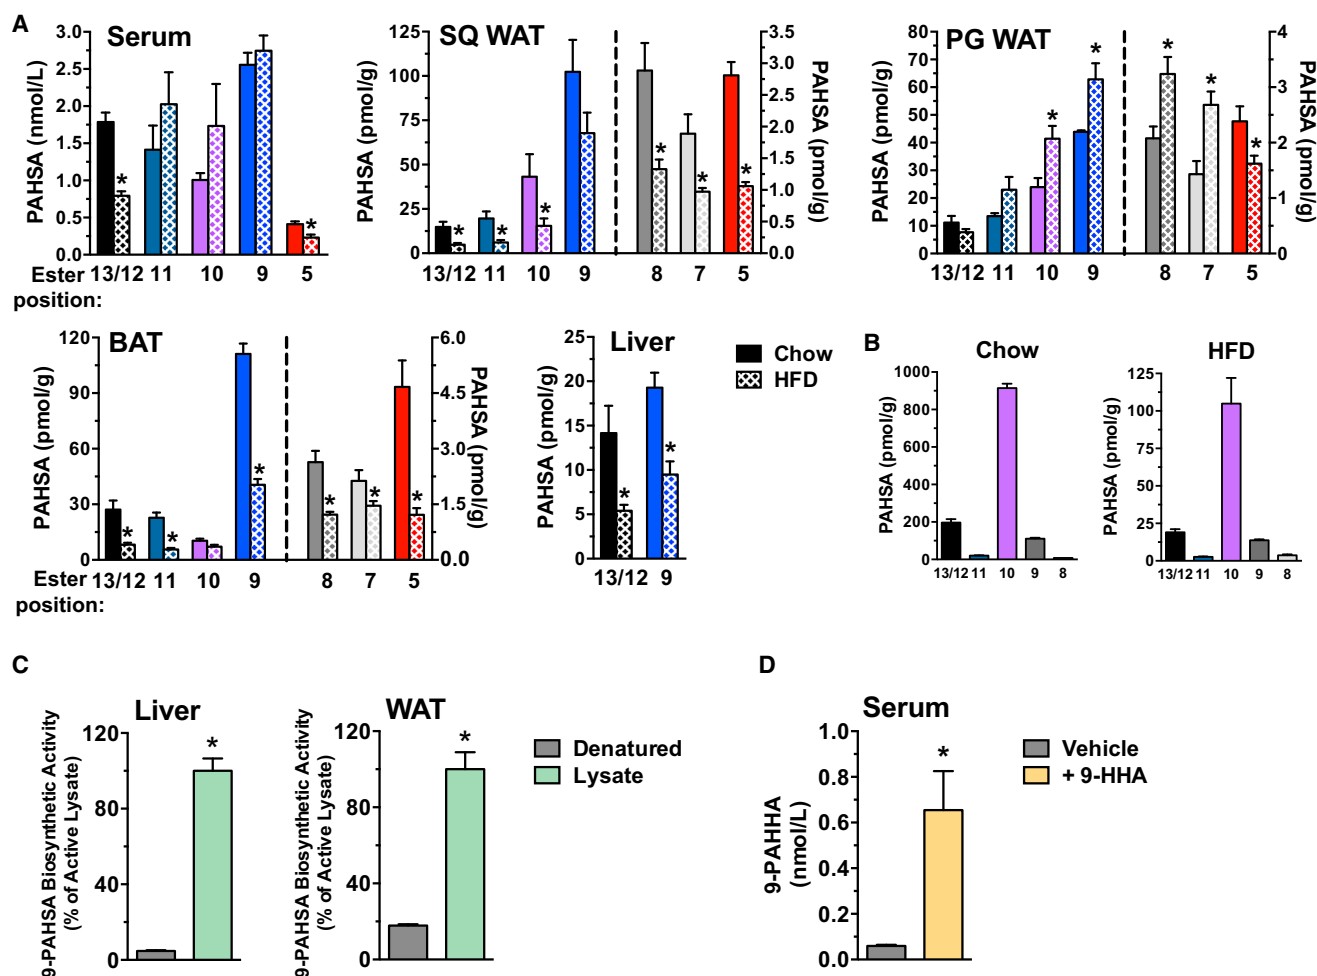 A
Serum
PAHSA (nmol/L)
3.0
2.5
2.0
1.5
1.0
0.5
0.0
* *
Ester position:
13/12 11 10 9 5
SQ WAT
PAHSA (pmol/g)
125
100
75
50
25
0
* * * * * *
3.5
3.0
2.5
2.0
1.5
1.0
0.5
0.0
PAHSA (pmol/g)
13/12 11 10 9 8 7 5
PG WAT
PAHSA (pmol/g)
80
70
60
50
40
30
20
10
0
* * * * *
4
3
2
1
0
PAHSA (pmol/g)
13/12 11 10 9 8 7 5
BAT
PAHSA (pmol/g)
120
90
60
30
0
* * * * * *
6.0
4.5
3.0
1.5
0.0
PAHSA (pmol/g)
Ester position:
13/12 11 10 9 8 7 5
Liver
PAHSA (pmol/g)
25
20
15
10
5
0
* *
13/12 9
Chow
HFD
B
Chow
PAHSA (pmol/g)
1000
800
600
400
200
0
13/12 11 10 9 8
HFD
PAHSA (pmol/g)
125
100
75
50
25
0
13/12 11 10 9 8
C
Liver
9-PAHSA Biosynthetic Activity
(% of Active Lysate)
120
80
40
0
*
WAT
9-PAHSA Biosynthetic Activity
(% of Active Lysate)
120
80
40
0
*
Denatured
Lysate
D
Serum
9-PAHHA
(nmol/L)
1.0
0.8
0.6
0.4
0.2
0.0
*
Vehicle
+ 9-HHA